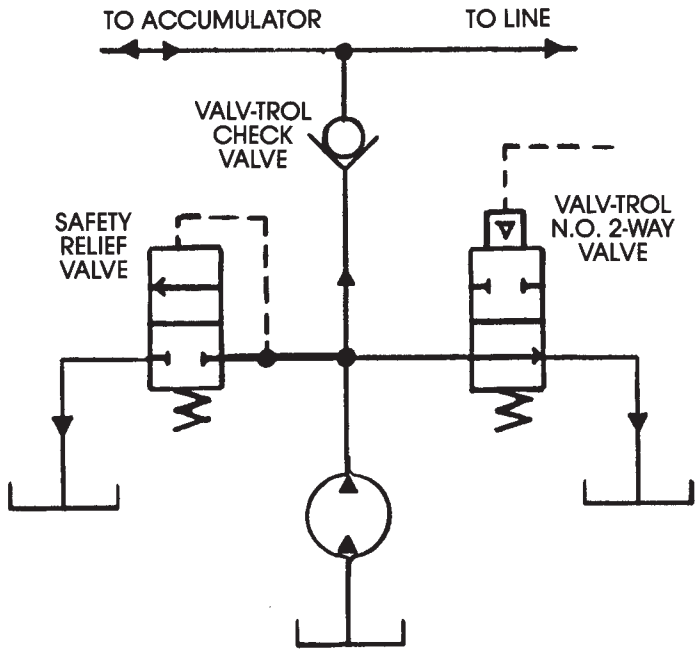 TO ACCUMULATOR
TO LINE
VALV-TROL
CHECK
VALVE
SAFETY
RELIEF
VALVE
VALV-TROL
N.O. 2-WAY
VALVE